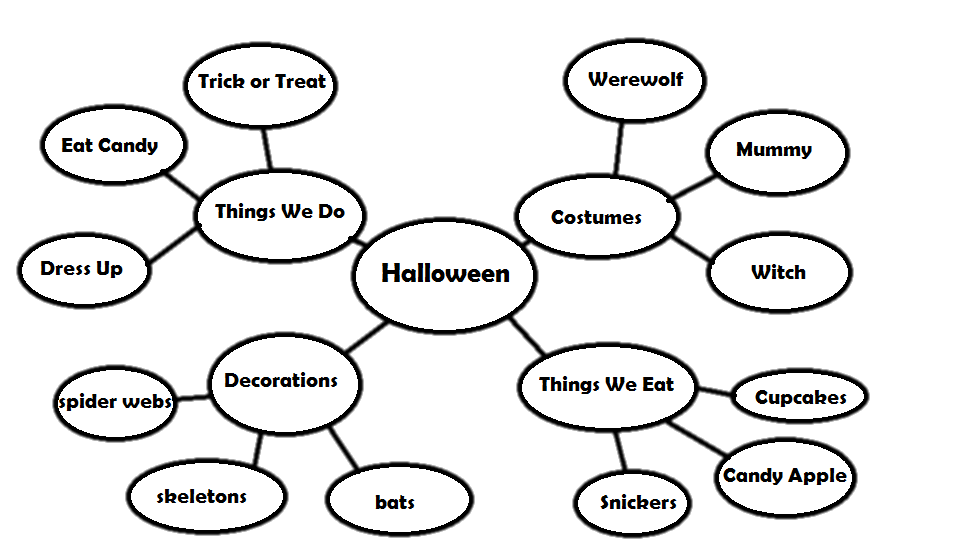 Trick or Treat
Werewolf
Eat Candy
Mummy
Things We Do
Costumes
Dress Up
Halloween
Witch
Decorations
Things We Eat
spider webs
Cupcakes
skeletons
bats
Snickers
Candy Apple